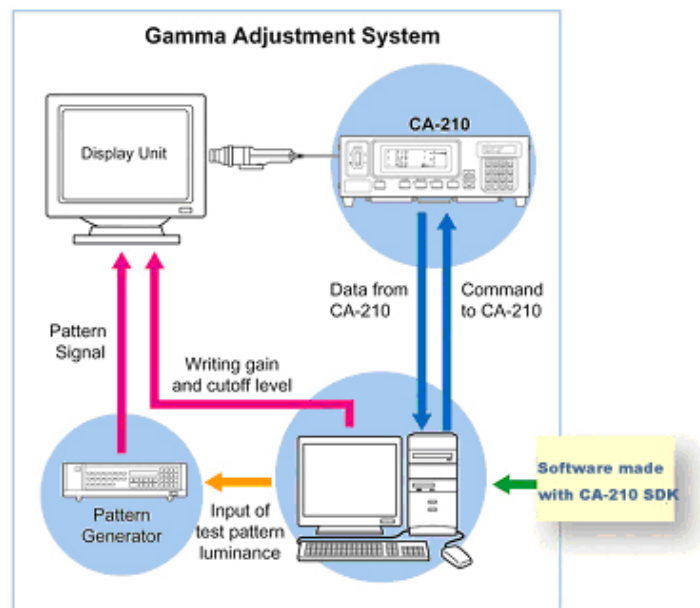 Gamma Adjustment System
CA-210
Display Unit
Data from
CA-210
Command
to CA-210
Pattern
Signal
Writing gain
and cutoff level
Software made
with CA-210 SDK
Pattern
Generator
Input of
test pattern
luminance